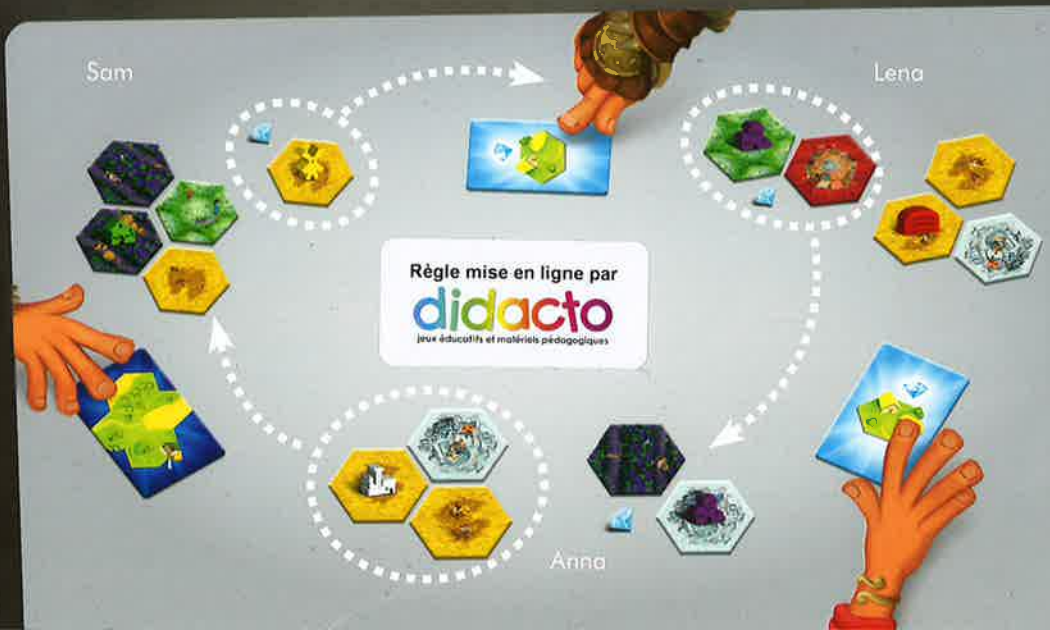 Sam
Lena
Règle mise en ligne par
didacto
jeux éducatifs et matériels pédagogiques
Anna